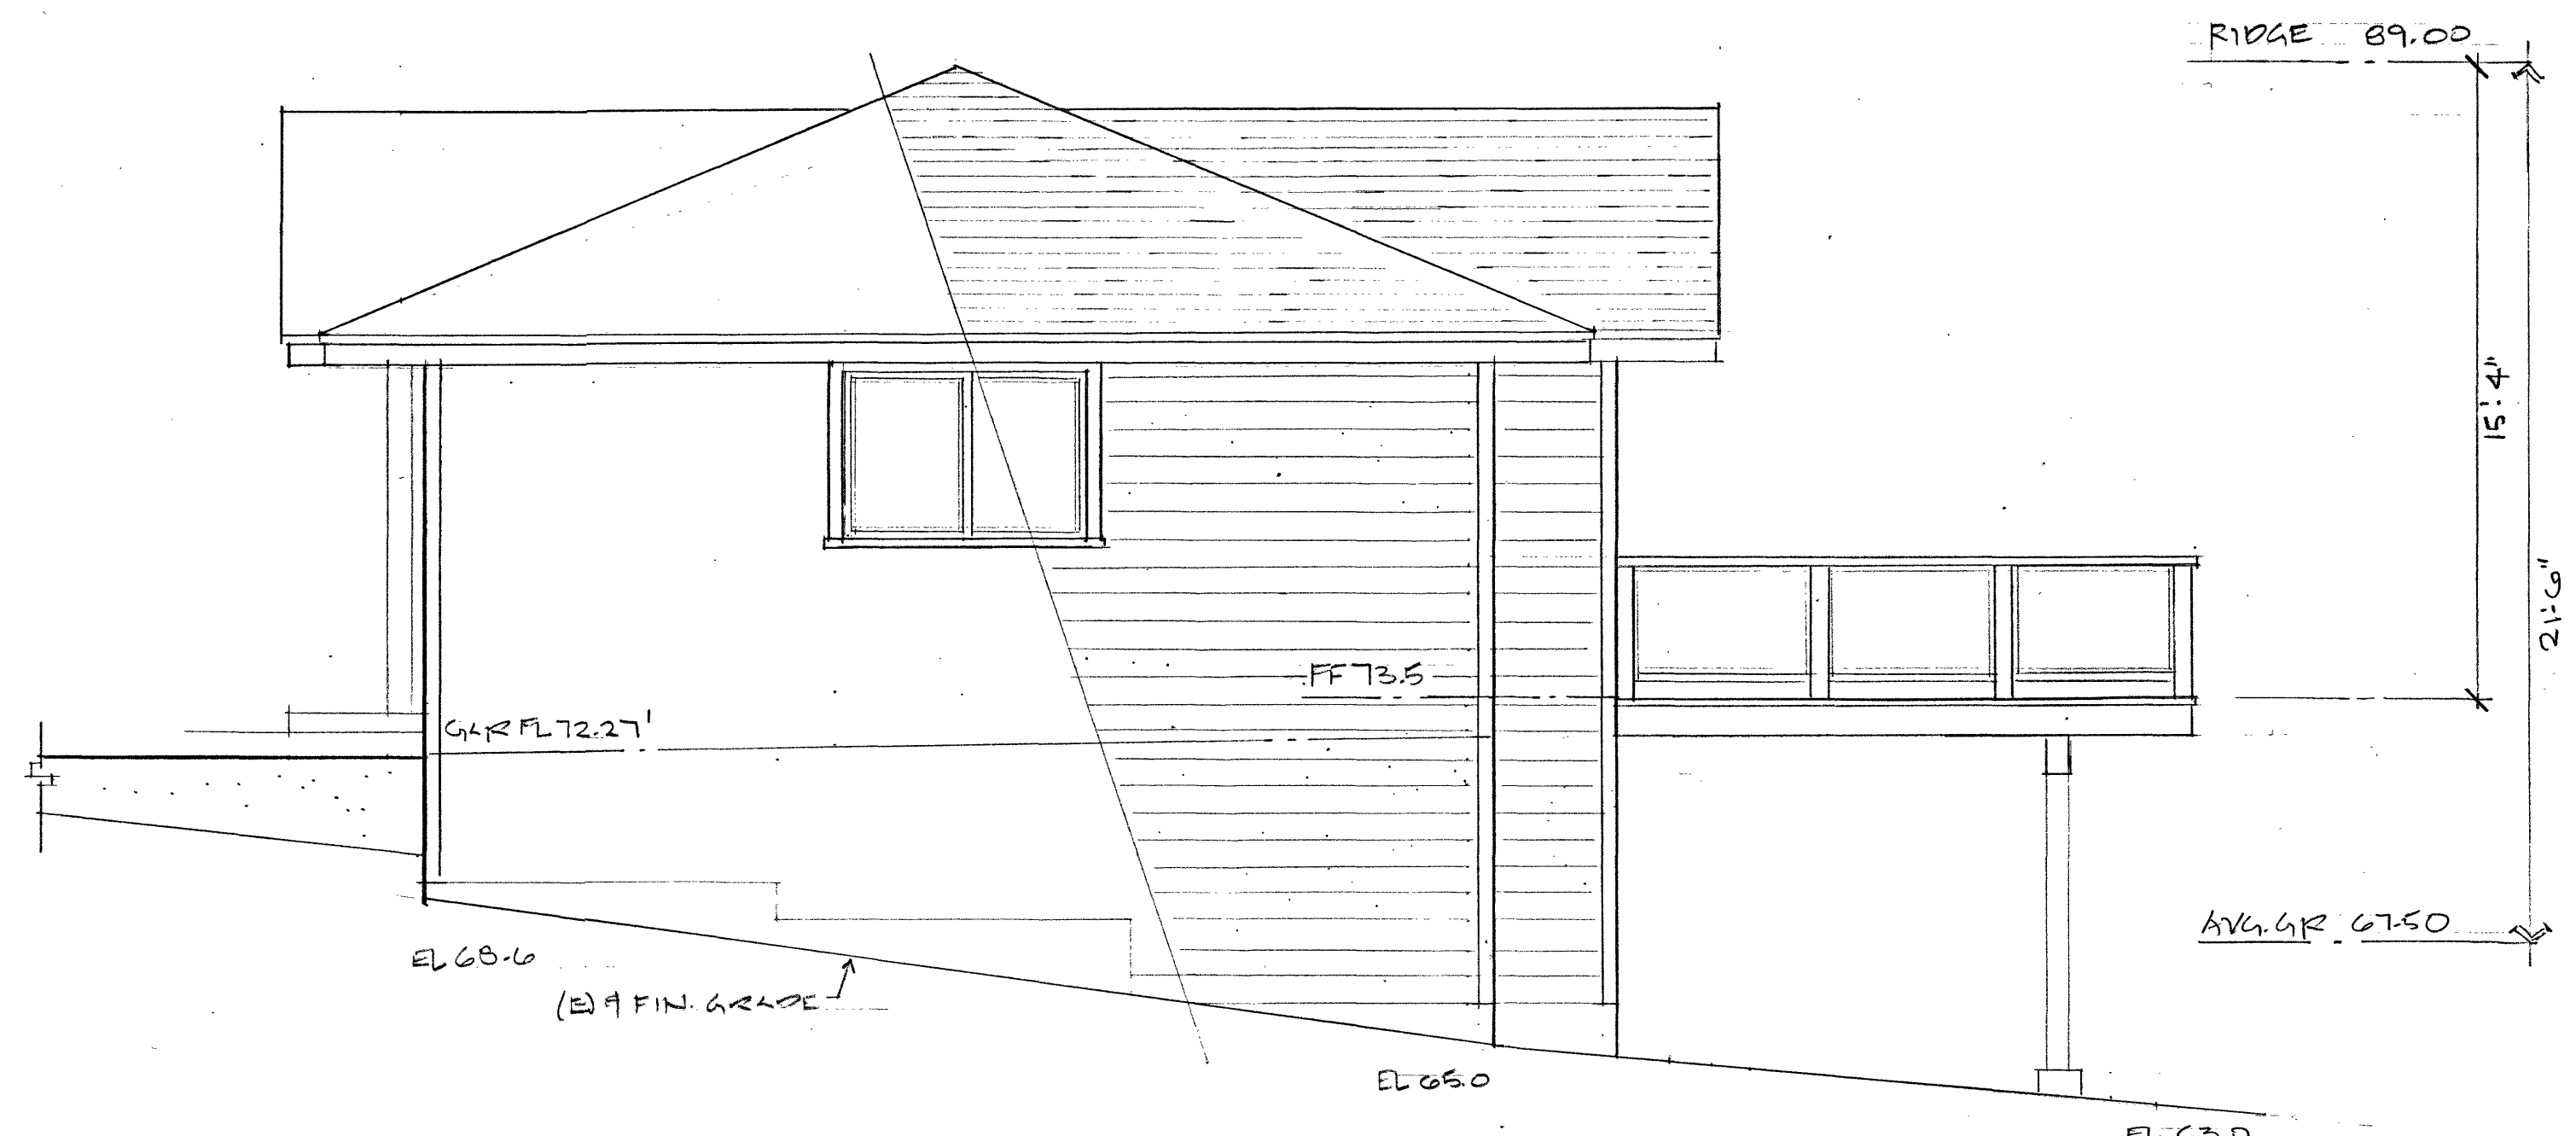 RIDGE 89.00
15'-4"
21'-6"
FF 73.5
GAR FL 72.27'
AVG. GR. 67.50
EL 68.6
(E) & FIN. GRADE
EL 65.0